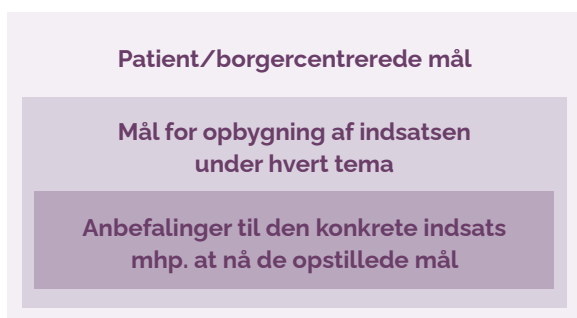 Patient/borgercentrerede mål
Mål for opbygning af indsatsen
under hvert tema
Anbefalinger til den konkrete indsats
mhp. at nå de opstillede mål